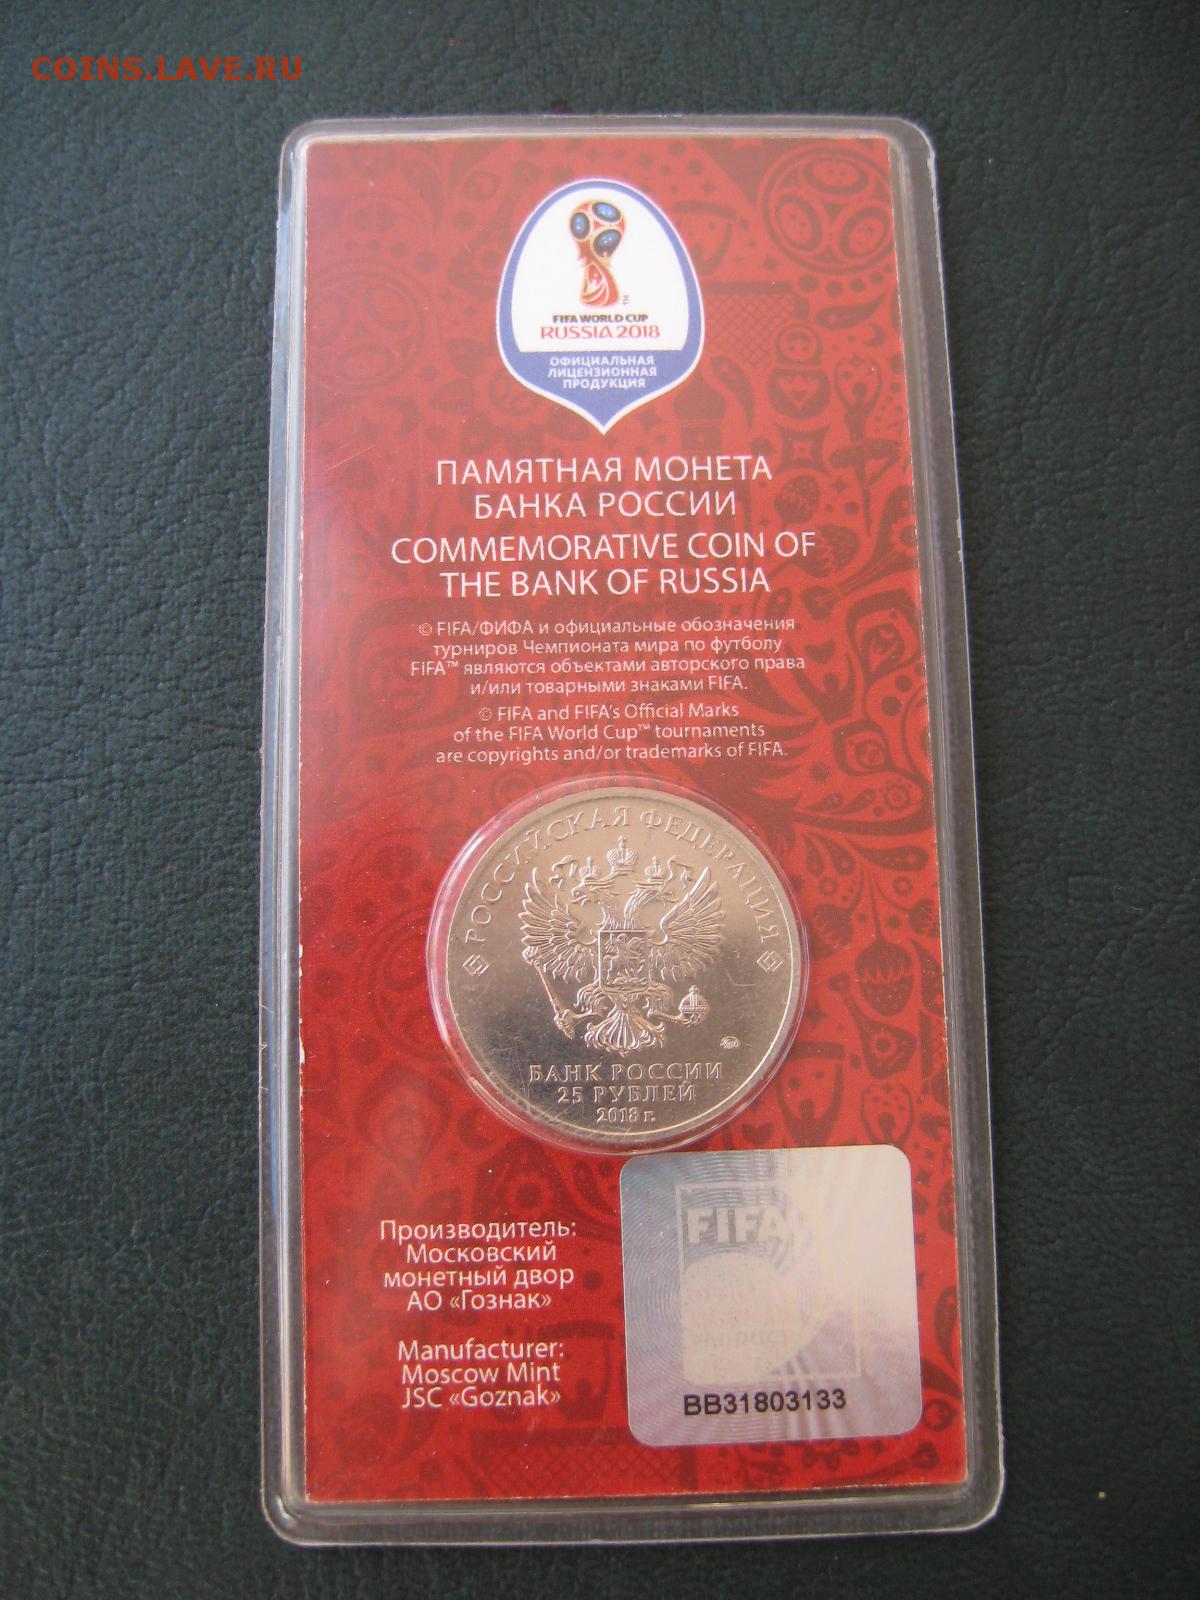 COINS.LAVE.RU
FIFA WORLD CUP
RUSSIA 2018
ОФИЦИАЛЬНАЯ
ЛИЦЕНЗИОННАЯ
ПРОДУКЦИЯ
ПАМЯТНАЯ МОНЕТА
БАНКА РОССИИ
COMMEMORATIVE COIN OF
THE BANK OF RUSSIA
© FIFA/ФИФА и официальные обозначения
турниров Чемпионата мира по футболу
FIFA™ являются объектами авторского права
и/или товарными знаками FIFA.
© FIFA and FIFA's Official Marks
of the FIFA World Cup™ tournaments
are copyrights and/or trademarks of FIFA.
РОССИЙСКАЯ ФЕДЕРАЦИЯ
БАНК РОССИИ
25 РУБЛЕЙ
2018 г.
Производитель:
Московский
монетный двор
АО «Гознак»
Manufacturer:
Moscow Mint
JSC «Goznak»
FIFA
BB31803133